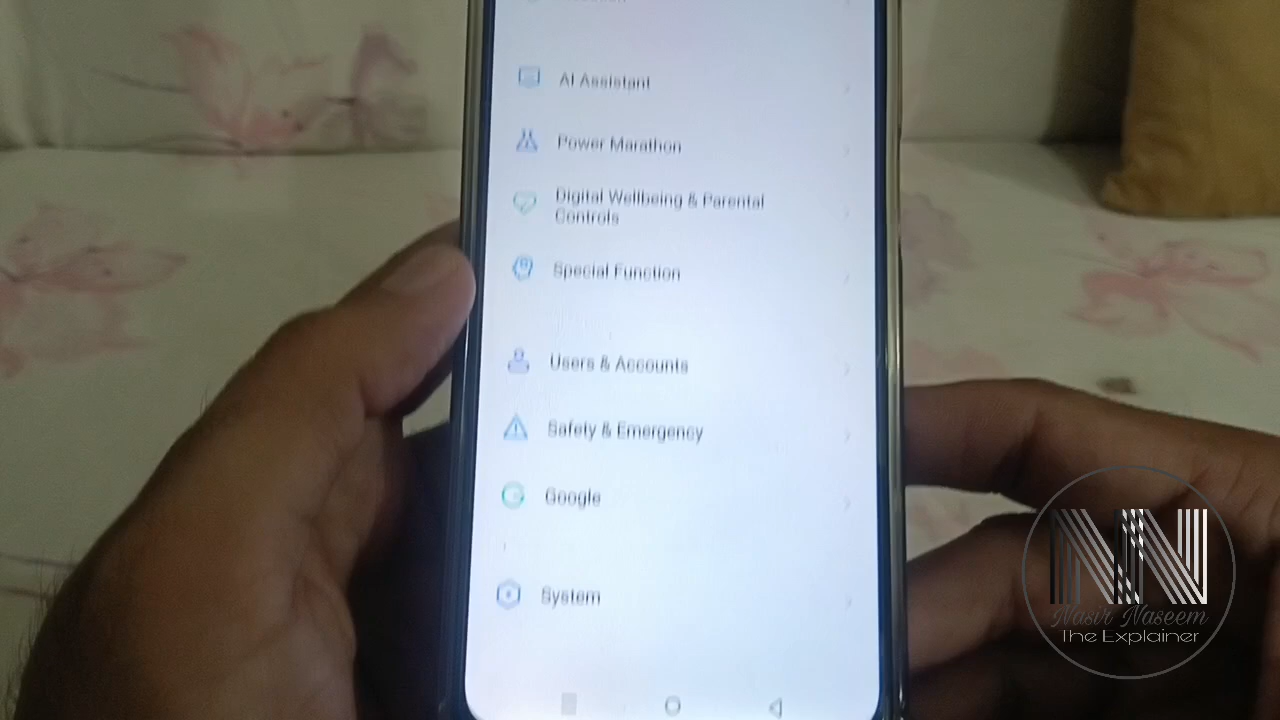 AI Assistant
Power Marathon
Digital Wellbeing & Parental
Controls
Special Function
Users & Accounts
Safety & Emergency
Google
System
NN
Nasir Naseem
The Explainer